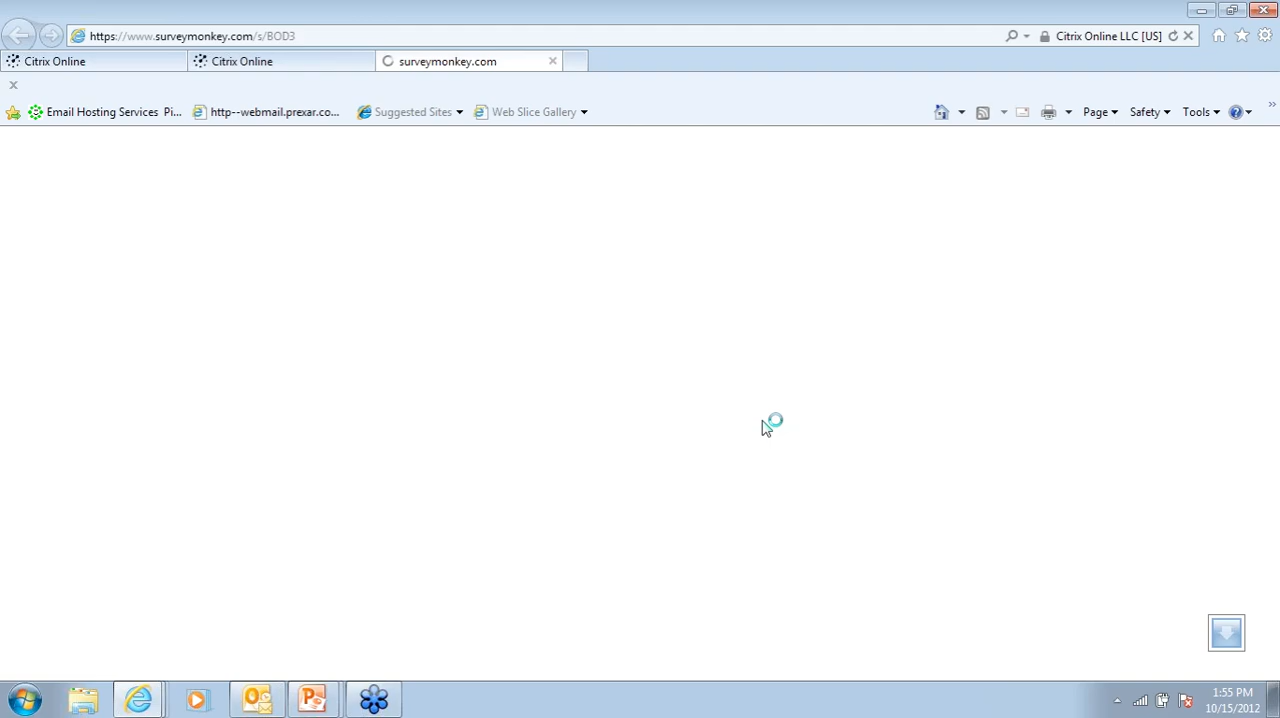 https://www.surveymonkey.com/s/BOD3
Citrix Online LLC [US]
Citrix Online
Citrix Online
surveymonkey.com
x
Email Hosting Services Pi...
http--webmail.prexar.co...
Suggested Sites
Web Slice Gallery
Page
Safety
Tools
1:55 PM
10/15/2012